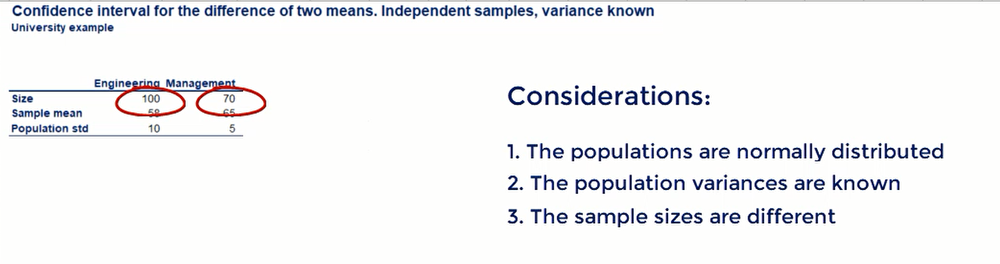 Confidence interval for the difference of two means. Independent samples, variance known
University example
Engineering Management
Size 100 70
Sample mean 58 65
Population std 10 5
Considerations:
1. The populations are normally distributed
2. The population variances are known
3. The sample sizes are different